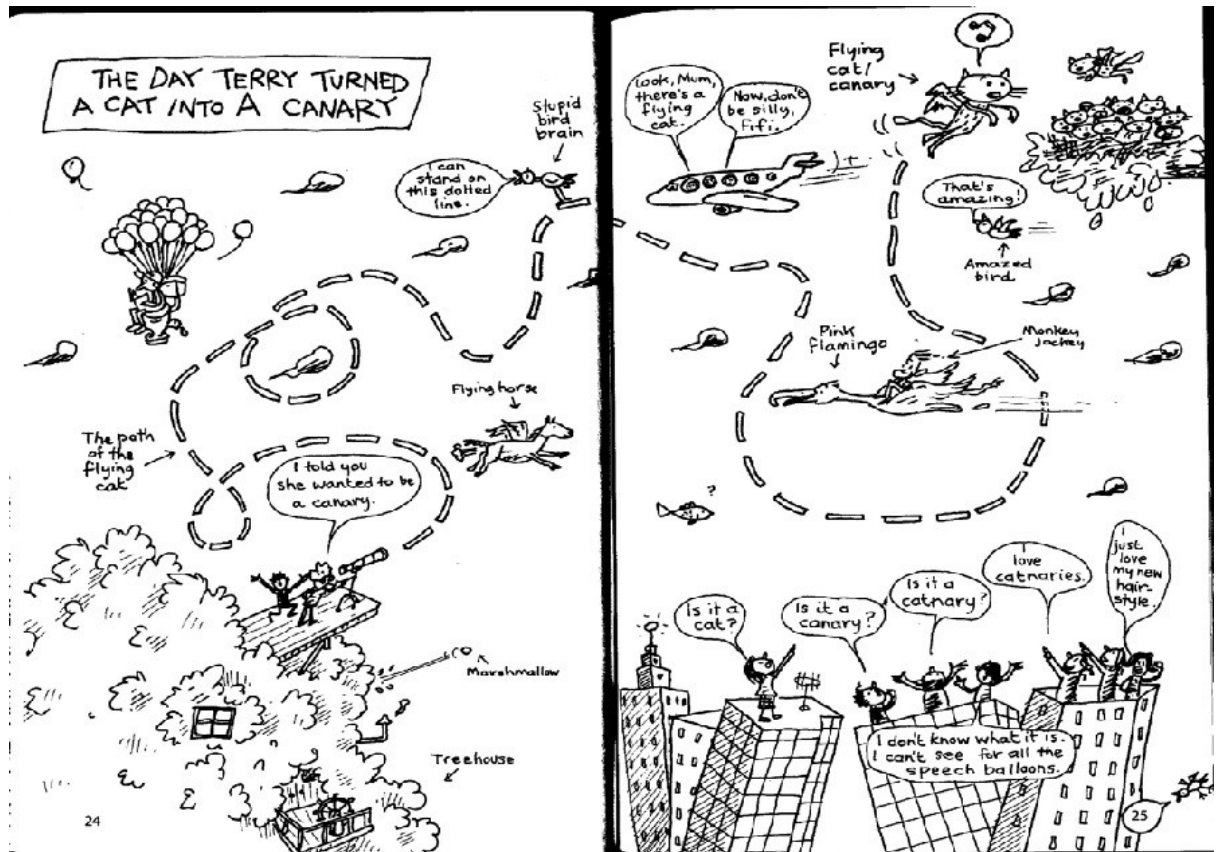 THE DAY TERRY TURNED
A CAT INTO A CANARY
Stupid
bird
brain
I can
stand on
this dotted
line.
Flying horse
The path
of the
flying
cat
I told you
she wanted to be
a canary.
Marshmallow
Treehouse
24
Look, Mum,
there's a
flying
cat.
Now, don't
be silly,
Fifi.
Flying
cat/
canary
That's
amazing!
Amazed
bird
Pink
flamingo
Monkey
jockey
?
Is it a
cat?
Is it a
canary?
Is it a
catnary?
I
love
catnaries.
I
just
love
my new
hair-
style.
I don't know what it is.
I can't see for all the
speech balloons.
25